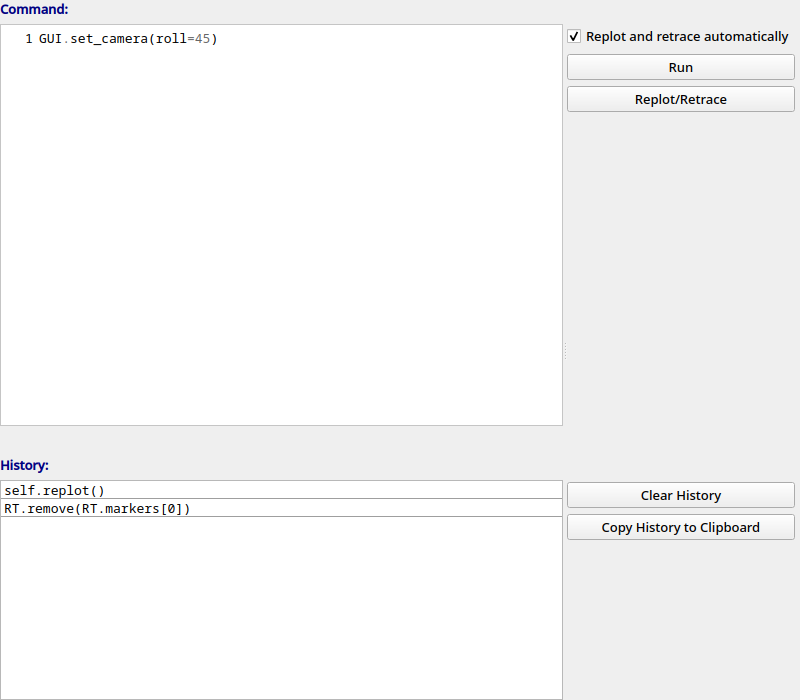 Command:
1 GUI.set_camera(roll=45)
Replot and retrace automatically
Run
Replot/Retrace
History:
self.replot()
RT.remove(RT.markers[0])
Clear History
Copy History to Clipboard